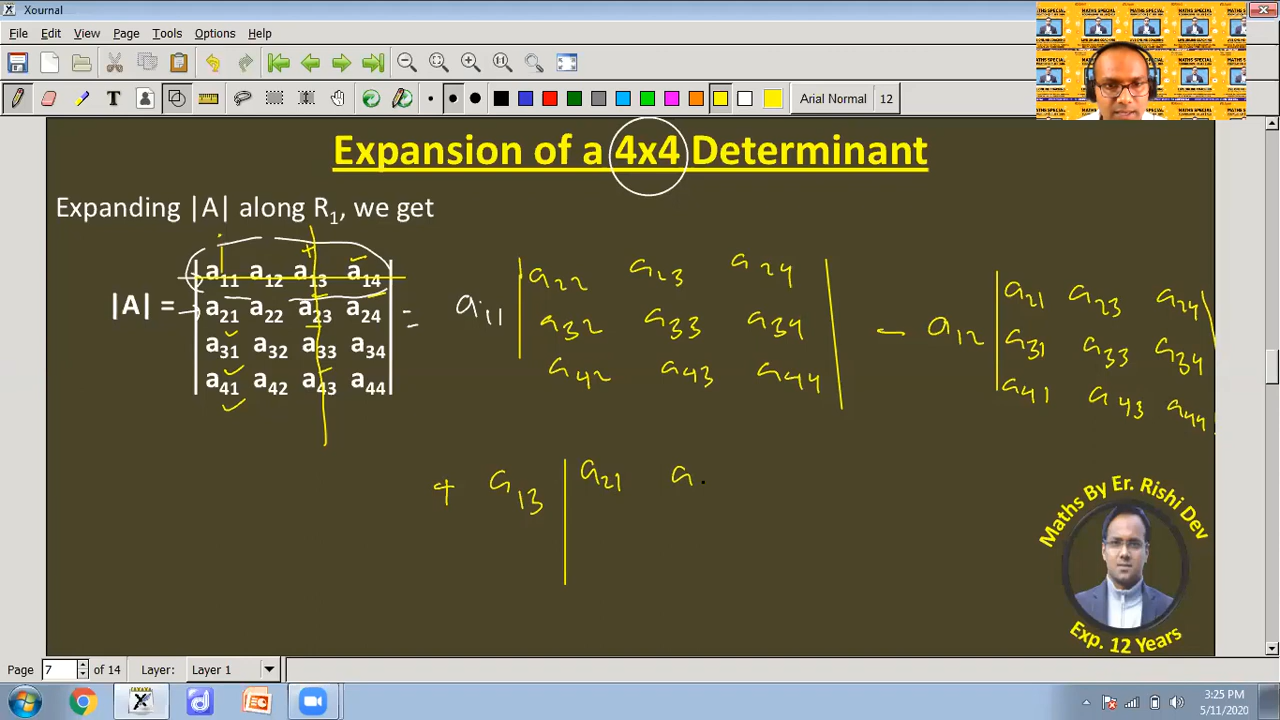 Xournal
File Edit View Page Tools Options Help
Arial Normal 12
Expansion of a 4x4 Determinant
Expanding |A| along R1, we get
|A| =
a11 a12 a13 a14
a21 a22 a23 a24
a31 a32 a33 a34
a41 a42 a43 a44
= a11
a22 a23 a24
a32 a33 a34
a42 a43 a44
- a12
a21 a23 a24
a31 a33 a34
a41 a43 a44
+ a13
a21 a
Maths By Er. Rishi Dev
Exp. 12 Years
Page 7 of 14 Layer: Layer 1
3:25 PM
5/11/2020